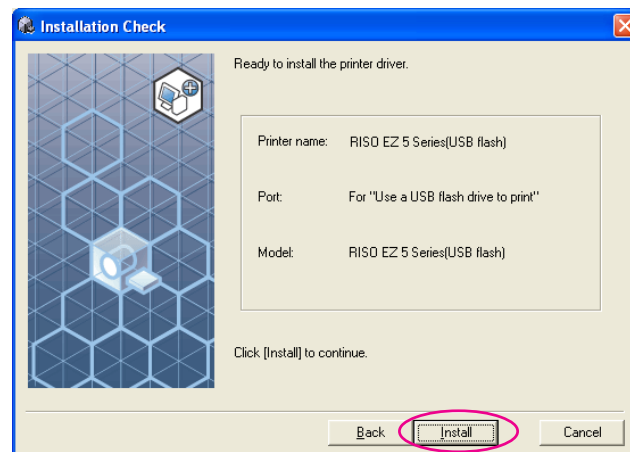 Installation Check
Ready to install the printer driver.
Printer name: RISO EZ 5 Series(USB flash)
Port: For "Use a USB flash drive to print"
Model: RISO EZ 5 Series(USB flash)
Click [Install] to continue.
Back Install Cancel